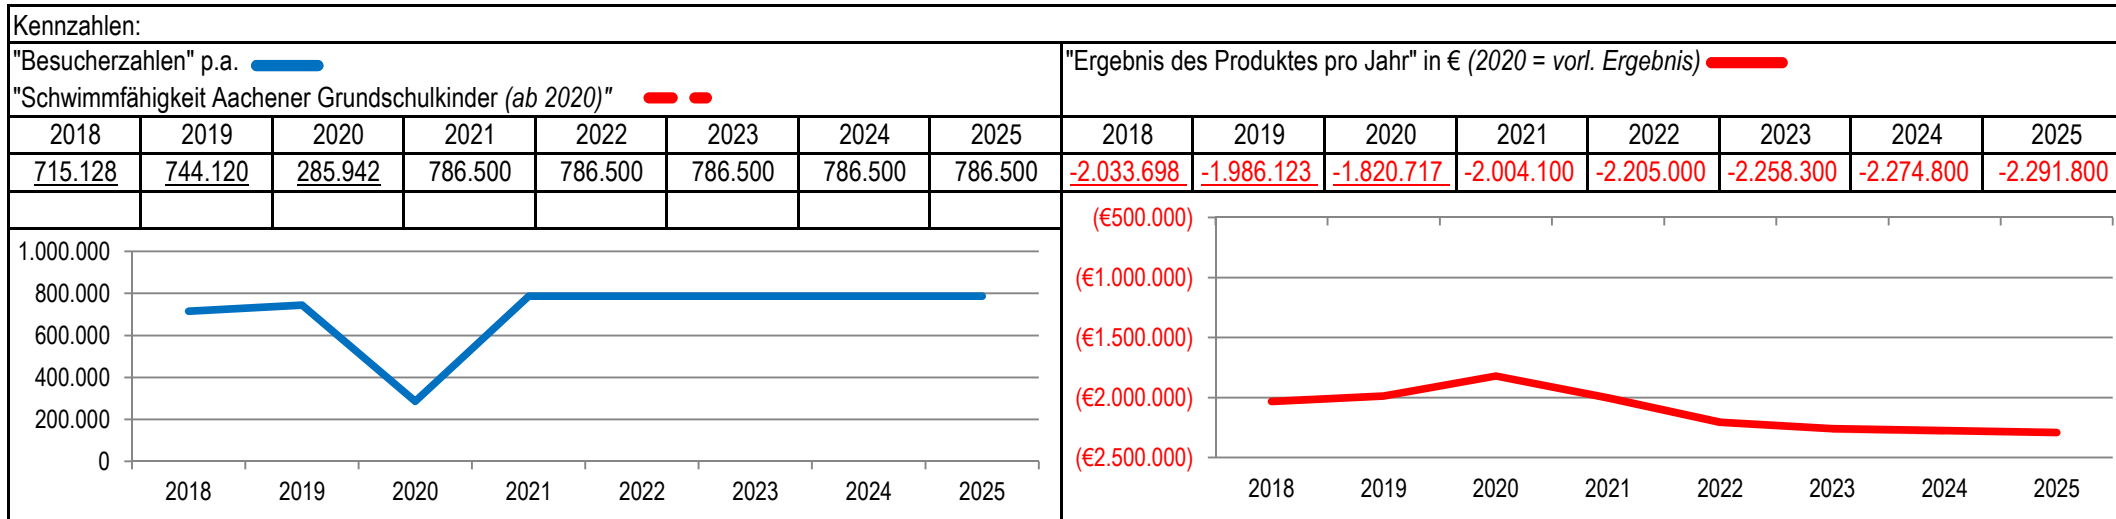 Kennzahlen:
"Besucherzahlen" p.a.
"Schwimmfähigkeit Aachener Grundschulkinder (ab 2020)"
2018 2019 2020 2021 2022 2023 2024 2025
715.128 744.120 285.942 786.500 786.500 786.500 786.500 786.500
1.000.000
800.000
600.000
400.000
200.000
0
2018 2019 2020 2021 2022 2023 2024 2025
"Ergebnis des Produktes pro Jahr" in € (2020 = vorl. Ergebnis)
2018 2019 2020 2021 2022 2023 2024 2025
-2.033.698 -1.986.123 -1.820.717 -2.004.100 -2.205.000 -2.258.300 -2.274.800 -2.291.800
(€500.000)
(€1.000.000)
(€1.500.000)
(€2.000.000)
(€2.500.000)
2018 2019 2020 2021 2022 2023 2024 2025